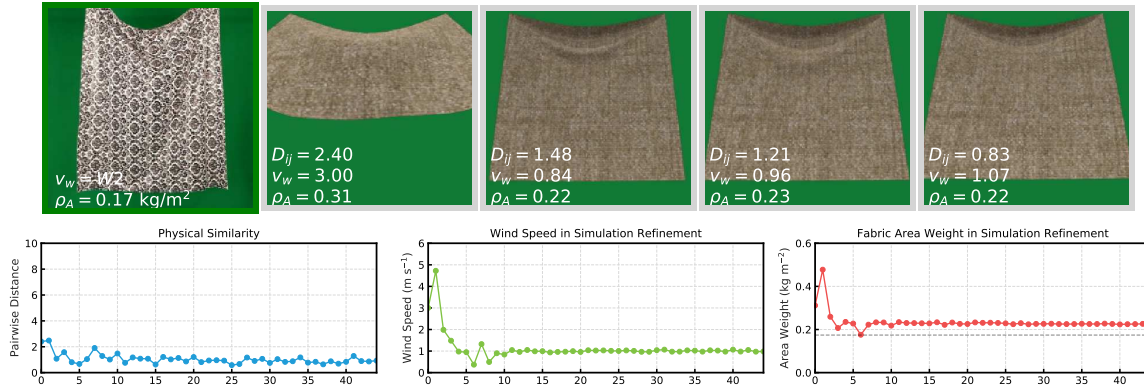 v_w = W2
ρ_A = 0.17 kg/m²
D_ij = 2.40
v_w = 3.00
ρ_A = 0.31
D_ij = 1.48
v_w = 0.84
ρ_A = 0.22
D_ij = 1.21
v_w = 0.96
ρ_A = 0.23
D_ij = 0.83
v_w = 1.07
ρ_A = 0.22
Physical Similarity
Pairwise Distance
10
8
6
4
2
0
0 5 10 15 20 25 30 35 40
Wind Speed in Simulation Refinement
Wind Speed (m s⁻¹)
6
5
4
3
2
1
0
0 5 10 15 20 25 30 35 40
Fabric Area Weight in Simulation Refinement
Area Weight (kg m⁻²)
0.6
0.4
0.2
0.0
0 5 10 15 20 25 30 35 40